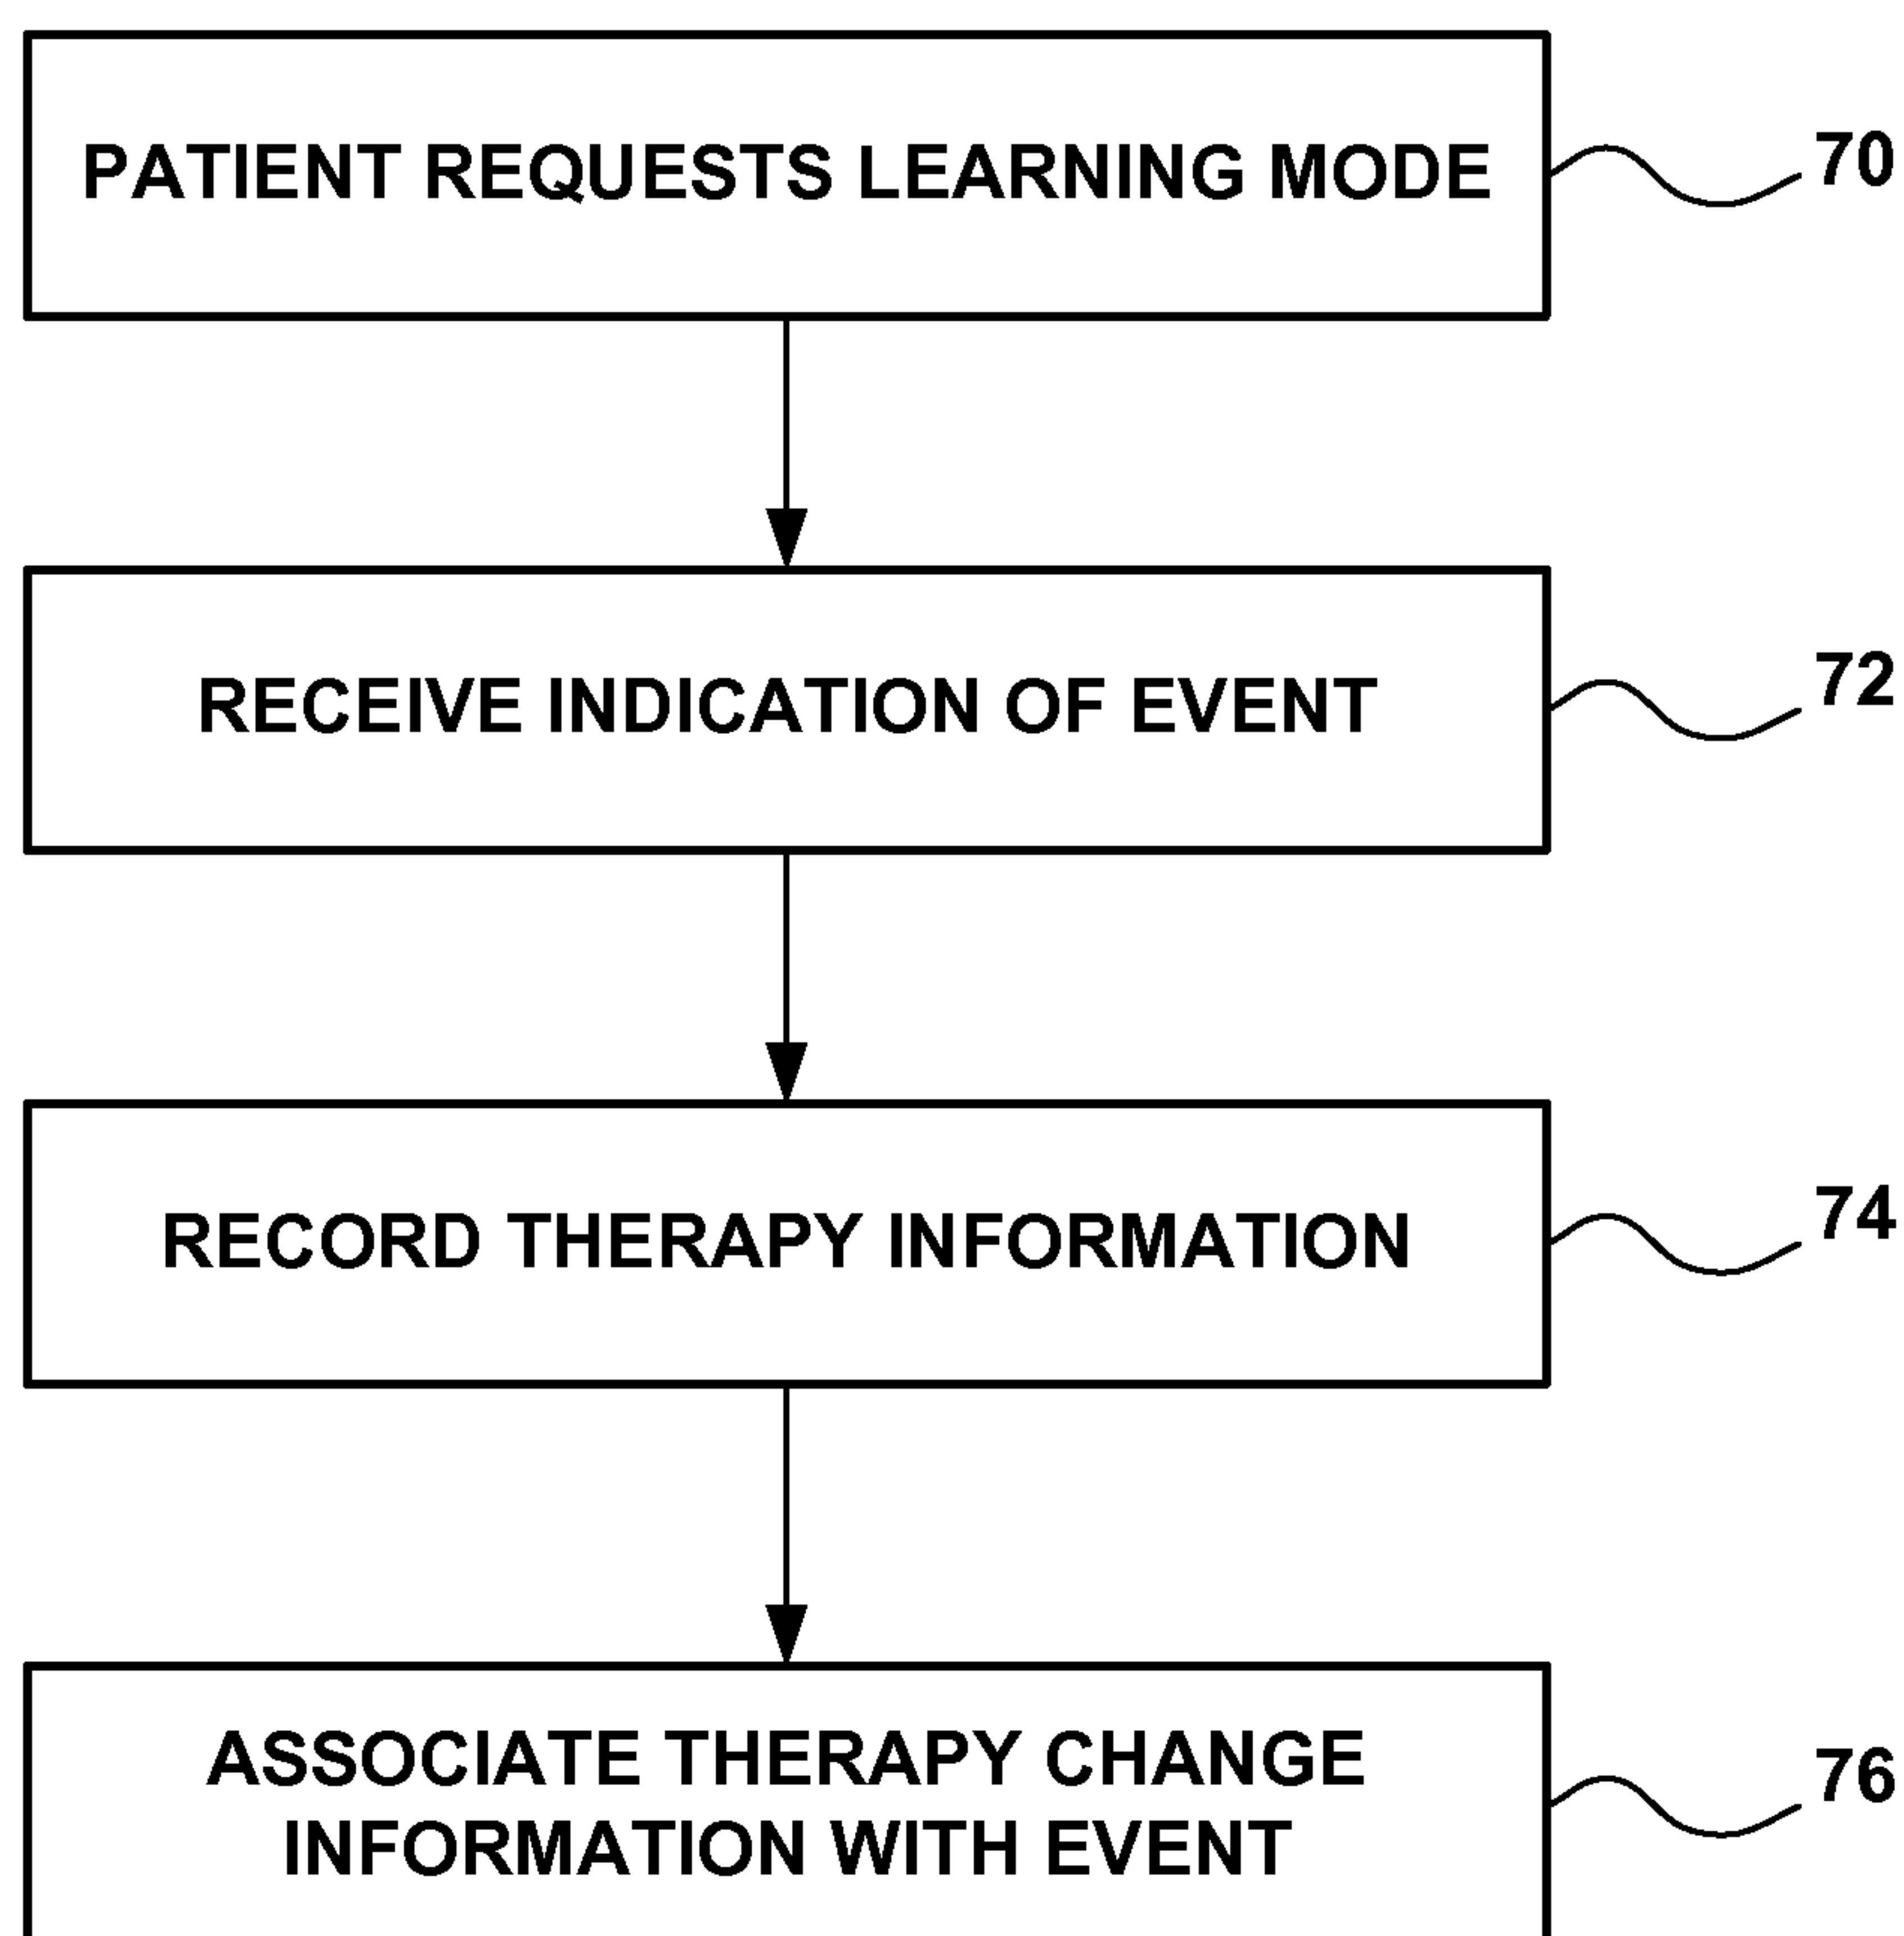 PATIENT REQUESTS LEARNING MODE
70
RECEIVE INDICATION OF EVENT
72
RECORD THERAPY INFORMATION
74
ASSOCIATE THERAPY CHANGE
INFORMATION WITH EVENT
76